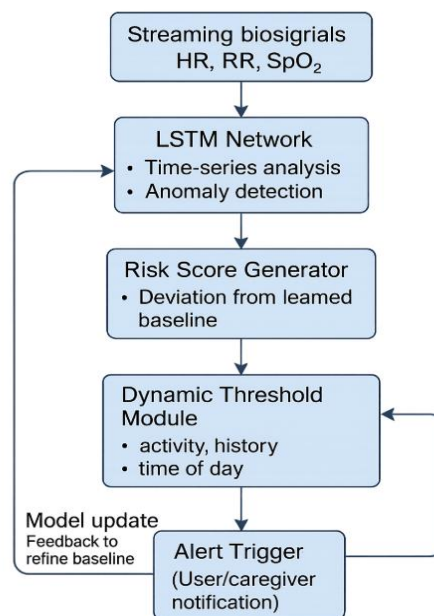 Streaming biosigrials
HR, RR, SpO₂
LSTM Network
• Time-series analysis
• Anomaly detection
Risk Score Generator
• Deviation from leamed
baseline
Dynamic Threshold
Module
• activity, history
• time of day
Model update
Feedback to
refine baseline
Alert Trigger
(User/caregiver
notification)